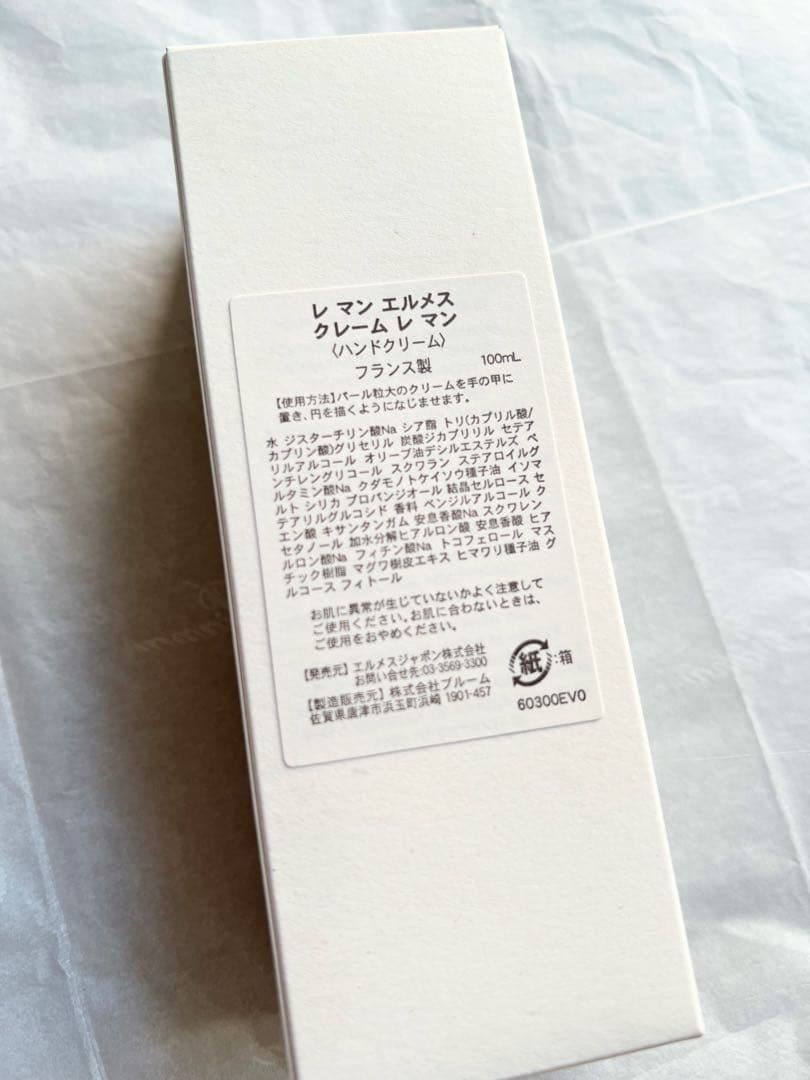 レ マン エルメス
クレーム レ マン
〈ハンドクリーム〉
フランス製 100mL
【使用方法】パール粒大のクリームを手の甲に
置き、円を描くようになじませます。
水 ジスターチリン酸Na シア脂 トリ(カプリル酸/
カプリン酸)グリセリル 炭酸ジカプリリル セテア
リルアルコール オリーブ油デシルエステルズ ペ
ンチレングリコール スクワラン ステアロイルグ
ルタミン酸Na クダモノトケイソウ種子油 イソマ
ルト シリカ プロパンジオール 結晶セルロース セ
テアリルグルコシド 香料 ベンジルアルコール ク
エン酸 キサンタンガム 安息香酸Na スクワレン
セタノール 加水分解ヒアルロン酸 安息香酸 ヒア
ルロン酸Na フィチン酸Na トコフェロール マス
チック樹脂 マグワ樹皮エキス ヒマワリ種子油 グ
ルコース フィトール
お肌に異常が生じていないかよく注意して
ご使用ください。お肌に合わないときは、
ご使用をおやめください。
【発売元】エルメスジャポン株式会社
お問い合せ先:03-3569-3300
【製造販売元】株式会社ブルーム
佐賀県唐津市浜玉町浜崎 1901-457
紙:箱
60300EV0